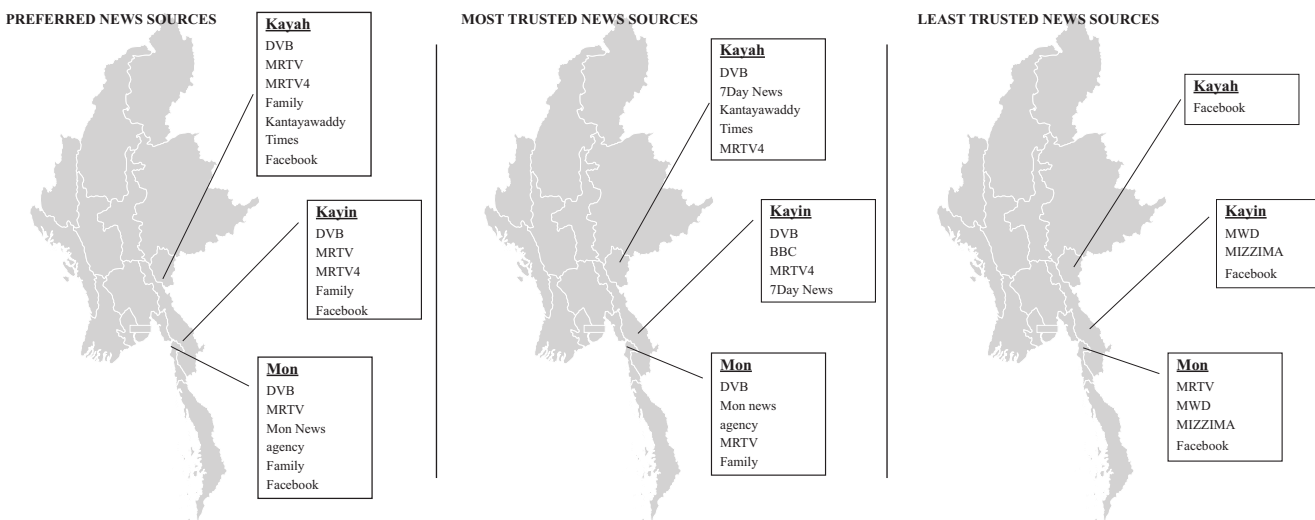 PREFERRED NEWS SOURCES
Kayah
DVB
MRTV
MRTV4
Family
Kantayawaddy
Times
Facebook
Kayin
DVB
MRTV
MRTV4
Family
Facebook
Mon
DVB
MRTV
Mon News
agency
Family
Facebook
MOST TRUSTED NEWS SOURCES
Kayah
DVB
7Day News
Kantayawaddy
Times
MRTV4
Kayin
DVB
BBC
MRTV4
7Day News
Mon
DVB
Mon news
agency
MRTV
Family
LEAST TRUSTED NEWS SOURCES
Kayah
Facebook
Kayin
MWD
MIZZIMA
Facebook
Mon
MRTV
MWD
MIZZIMA
Facebook